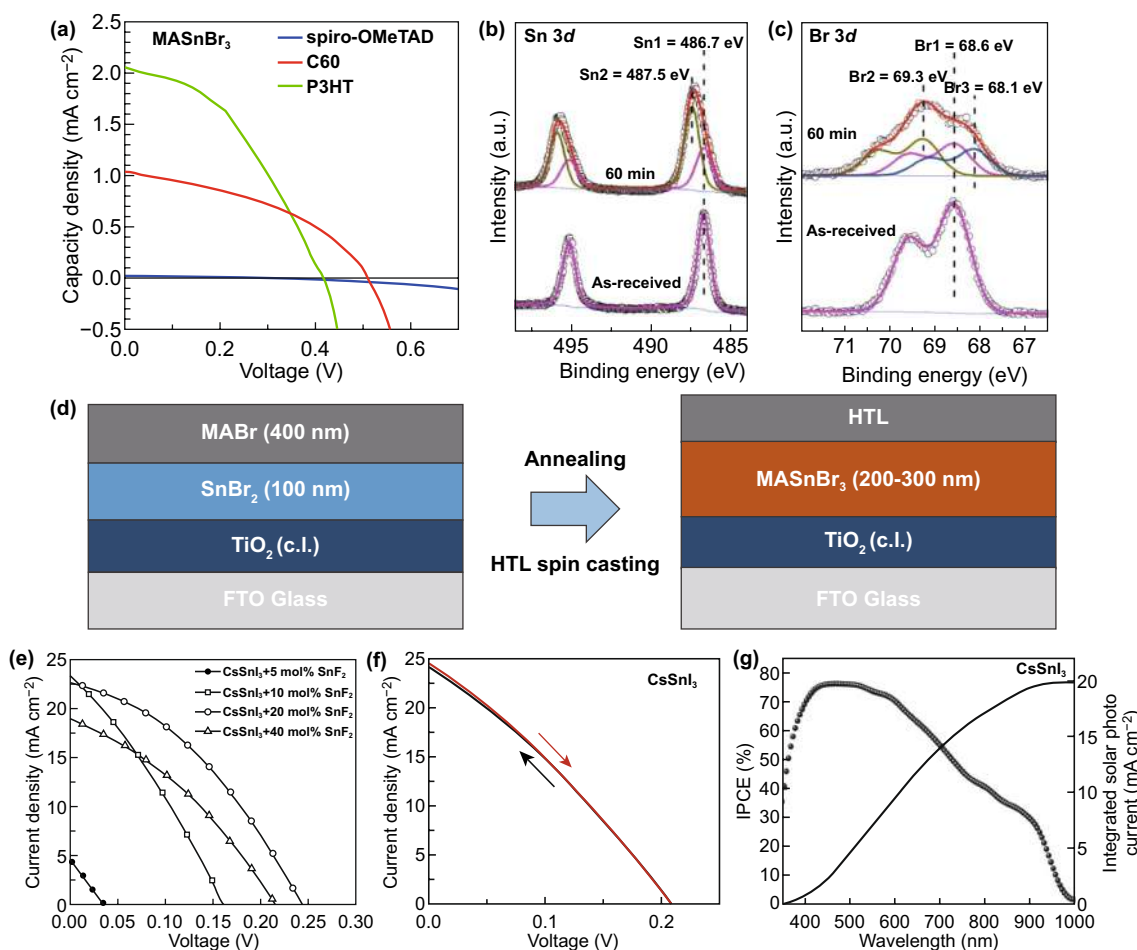 (a)
MASnBr₃
spiro-OMeTAD
C60
P3HT
Capacity density (mA cm⁻²)
2.5
2.0
1.5
1.0
0.5
0.0
−0.5
0.0 0.2 0.4 0.6
Voltage (V)
(b)
Sn 3d
Sn1 = 486.7 eV
Sn2 = 487.5 eV
60 min
As-received
Intensity (a.u.)
495 490 485
Binding energy (eV)
(c)
Br 3d
Br1 = 68.6 eV
Br2 = 69.3 eV
Br3 = 68.1 eV
60 min
As-received
Intensity (a.u.)
71 70 69 68 67
Binding energy (eV)
(d)
MABr (400 nm)
SnBr₂ (100 nm)
TiO₂ (c.l.)
FTO Glass
Annealing
HTL spin casting
HTL
MASnBr₃ (200-300 nm)
TiO₂ (c.l.)
FTO Glass
(e)
CsSnI₃+5 mol% SnF₂
CsSnI₃+10 mol% SnF₂
CsSnI₃+20 mol% SnF₂
CsSnI₃+40 mol% SnF₂
Current density (mA cm⁻²)
25
20
15
10
5
0
0.00 0.05 0.10 0.15 0.20 0.25 0.30
Voltage (V)
(f)
CsSnI₃
Current density (mA cm⁻²)
25
20
15
10
5
0
0.0 0.1 0.2
Voltage (V)
(g)
CsSnI₃
IPCE (%)
80
70
60
50
40
30
20
10
0
400 500 600 700 800 900 1000
Wavelength (nm)
20
15
10
5
0
Integrated solar photo
current (mA cm⁻²)